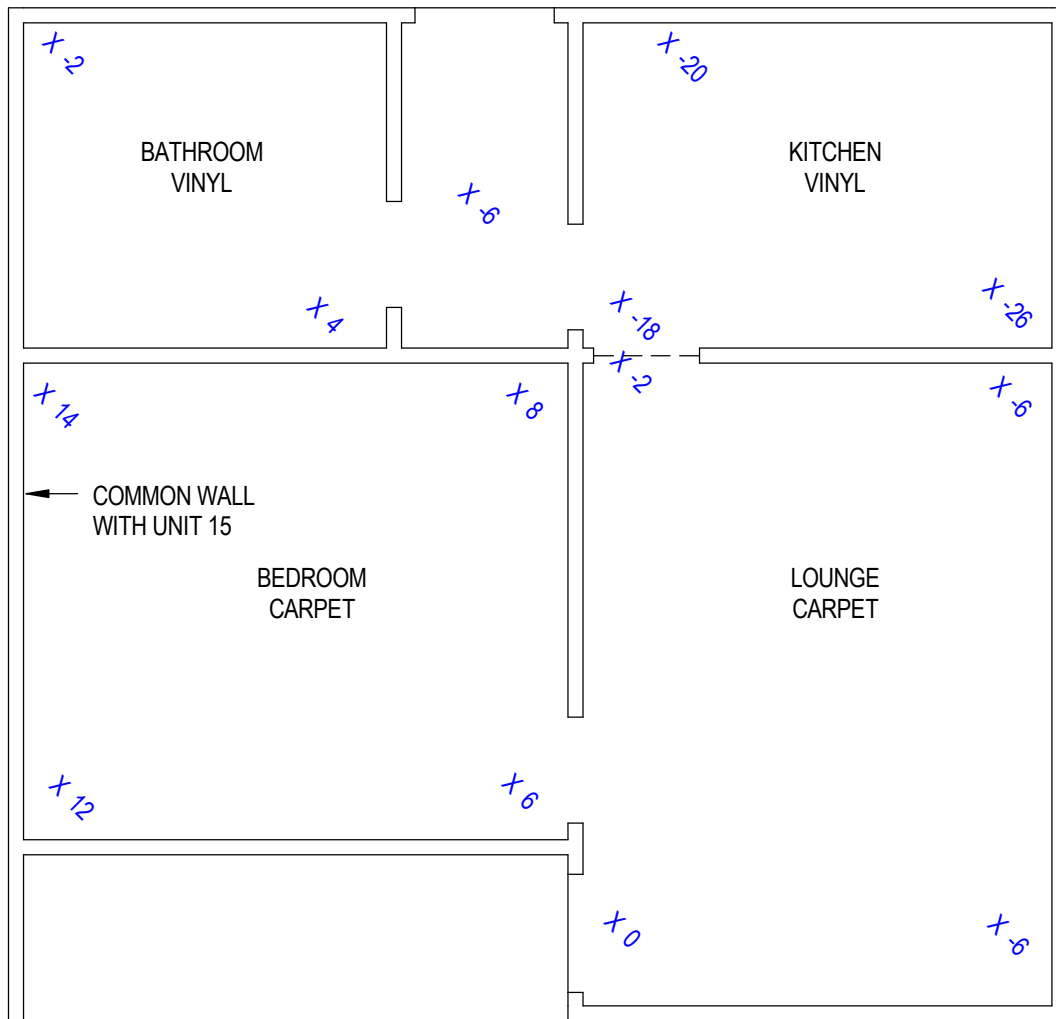 X -2
X -20
BATHROOM
VINYL
KITCHEN
VINYL
X -6
X 4
X -18
X -26
X -2
X 14
X 8
X -6
COMMON WALL
WITH UNIT 15
BEDROOM
CARPET
LOUNGE
CARPET
X 12
X 6
X 0
X -6